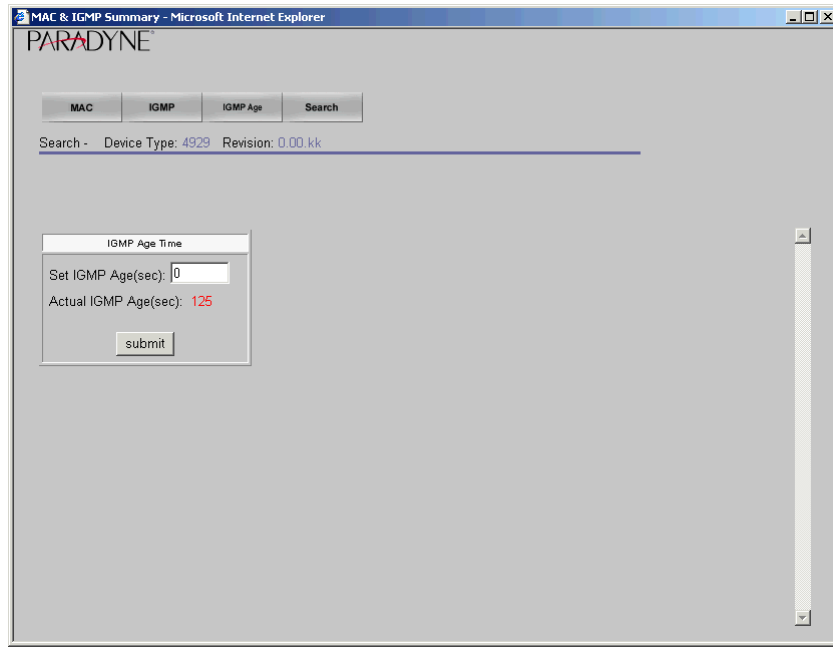 MAC & IGMP Summary - Microsoft Internet Explorer
PARADYNE
MAC IGMP IGMP Age Search
Search - Device Type: 4929 Revision: 0.00.kk
IGMP Age Time
Set IGMP Age(sec): 0
Actual IGMP Age(sec): 125
submit